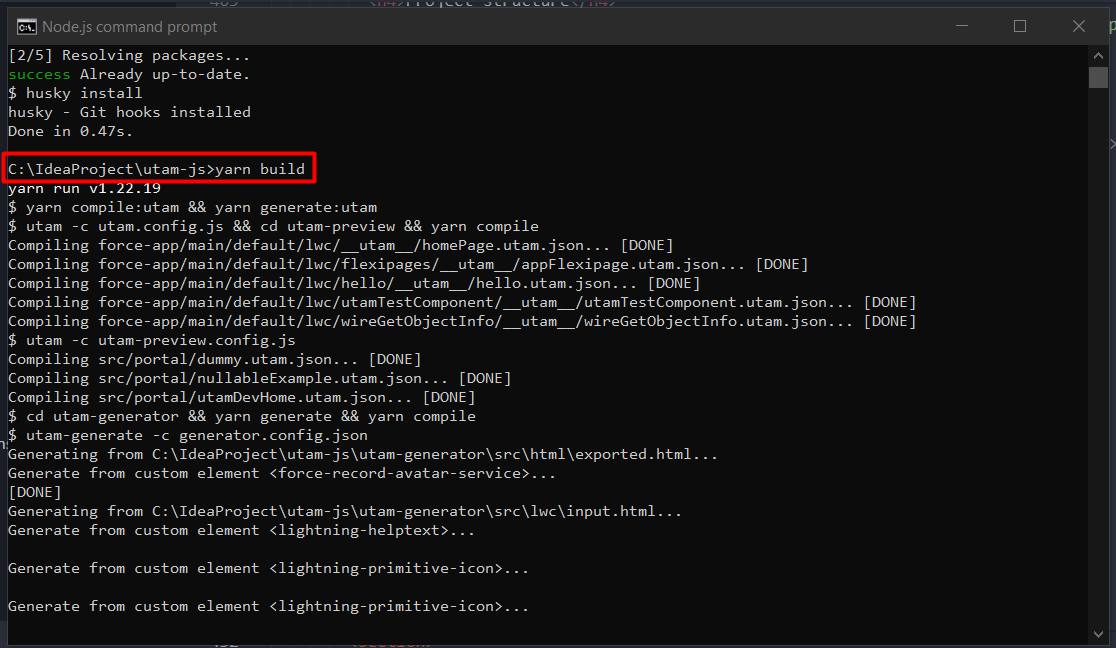 <h4>Project Structure</h4>
Node.js command prompt
[2/5] Resolving packages...
success Already up-to-date.
$ husky install
husky - Git hooks installed
Done in 0.47s.
C:\IdeaProject\utam-js>yarn build
yarn run v1.22.19
$ yarn compile:utam && yarn generate:utam
$ utam -c utam.config.js && cd utam-preview && yarn compile
Compiling force-app/main/default/lwc/__utam__/homePage.utam.json... [DONE]
Compiling force-app/main/default/lwc/flexipages/__utam__/appFlexipage.utam.json... [DONE]
Compiling force-app/main/default/lwc/hello/__utam__/hello.utam.json... [DONE]
Compiling force-app/main/default/lwc/utamTestComponent/__utam__/utamTestComponent.utam.json... [DONE]
Compiling force-app/main/default/lwc/wireGetObjectInfo/__utam__/wireGetObjectInfo.utam.json... [DONE]
$ utam -c utam-preview.config.js
Compiling src/portal/dummy.utam.json... [DONE]
Compiling src/portal/nullableExample.utam.json... [DONE]
Compiling src/portal/utamDevHome.utam.json... [DONE]
$ cd utam-generator && yarn generate && yarn compile
$ utam-generate -c generator.config.json
Generating from C:\IdeaProject\utam-js\utam-generator\src\html\exported.html...
Generate from custom element <force-record-avatar-service>...
[DONE]
Generating from C:\IdeaProject\utam-js\utam-generator\src\lwc\input.html...
Generate from custom element <lightning-helptext>...
Generate from custom element <lightning-primitive-icon>...
Generate from custom element <lightning-primitive-icon>...